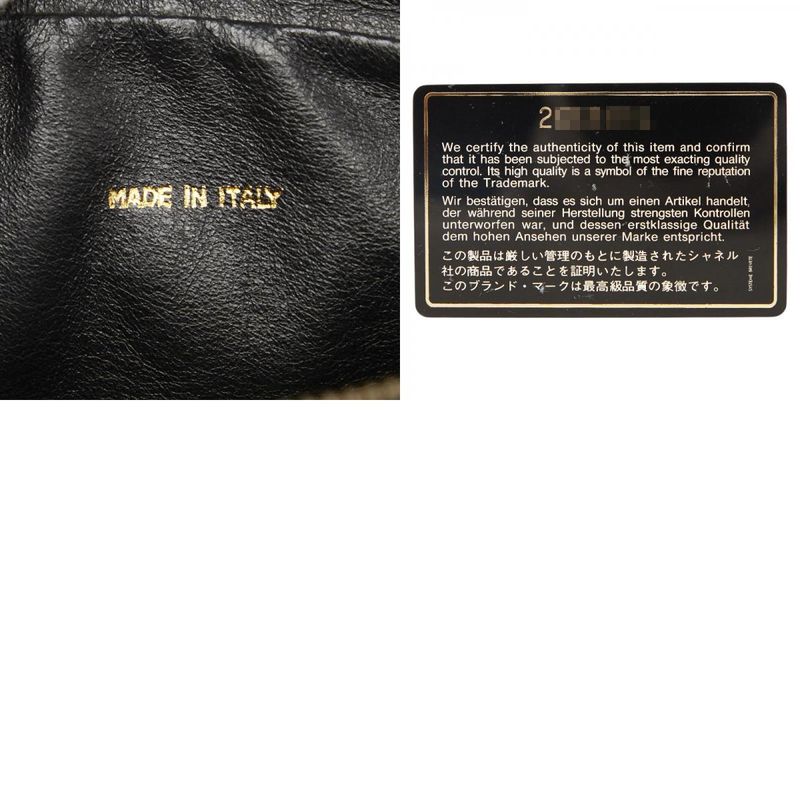 MADE IN ITALY
2
We certify the authenticity of this item and confirm
that it has been subjected to the most exacting quality
control. Its high quality is a symbol of the fine reputation
of the Trademark.
Wir bestätigen, dass es sich um einen Artikel handelt,
der während seiner Herstellung strengsten Kontrollen
unterworfen war, und dessen erstklassige Qualität
dem hohen Ansehen unserer Marke entspricht.
この製品は厳しい管理のもとに製造されたシャネル
社の商品であることを証明いたします。
このブランド・マークは最高級品質の象徴です。